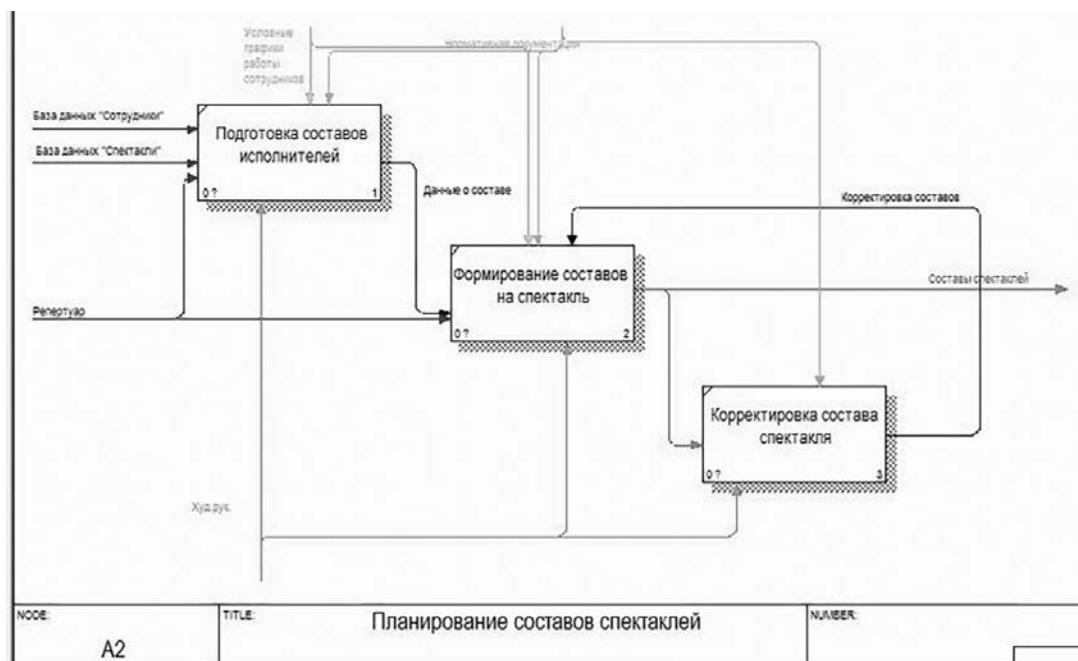 Условные
графики
работы
сотрудников
Нормативная документация
База данных "Сотрудники"
База данных "Спектакли"
Подготовка составов
исполнителей
0 ?
1
Данные о составе
Корректировка составов
Формирование составов
на спектакль
0 ?
2
Составы спектаклей
Репертуар
Корректировка состава
спектакля
0 ?
3
Худ.рук.
NODE:
A2
TITLE:
Планирование составов спектаклей
NUMBER: